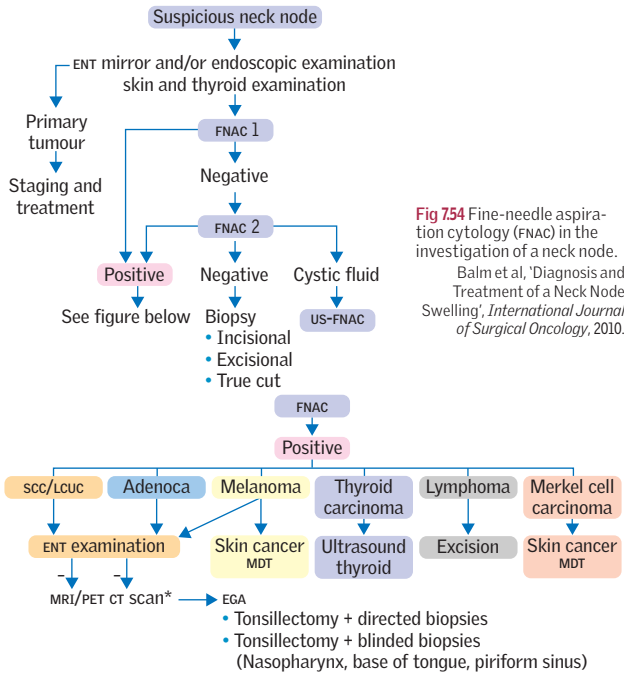 Suspicious neck node
ENT mirror and/or endoscopic examination
skin and thyroid examination
Primary
tumour
Staging and
treatment
FNAC 1
Negative
FNAC 2
Positive
Negative
Cystic fluid
See figure below
Biopsy
• Incisional
• Excisional
• True cut
US-FNAC
Fig 7.54 Fine-needle aspira-
tion cytology (FNAC) in the
investigation of a neck node.
Balm et al, ‘Diagnosis and
Treatment of a Neck Node
Swelling’, International Journal
of Surgical Oncology, 2010.
FNAC
Positive
SCC/LCUC
Adenoca
Melanoma
Thyroid
carcinoma
Lymphoma
Merkel cell
carcinoma
ENT examination
Skin cancer
MDT
Ultrasound
thyroid
Excision
Skin cancer
MDT
– –
MRI/PET CT scan*
EGA
• Tonsillectomy + directed biopsies
• Tonsillectomy + blinded biopsies
(Nasopharynx, base of tongue, piriform sinus)